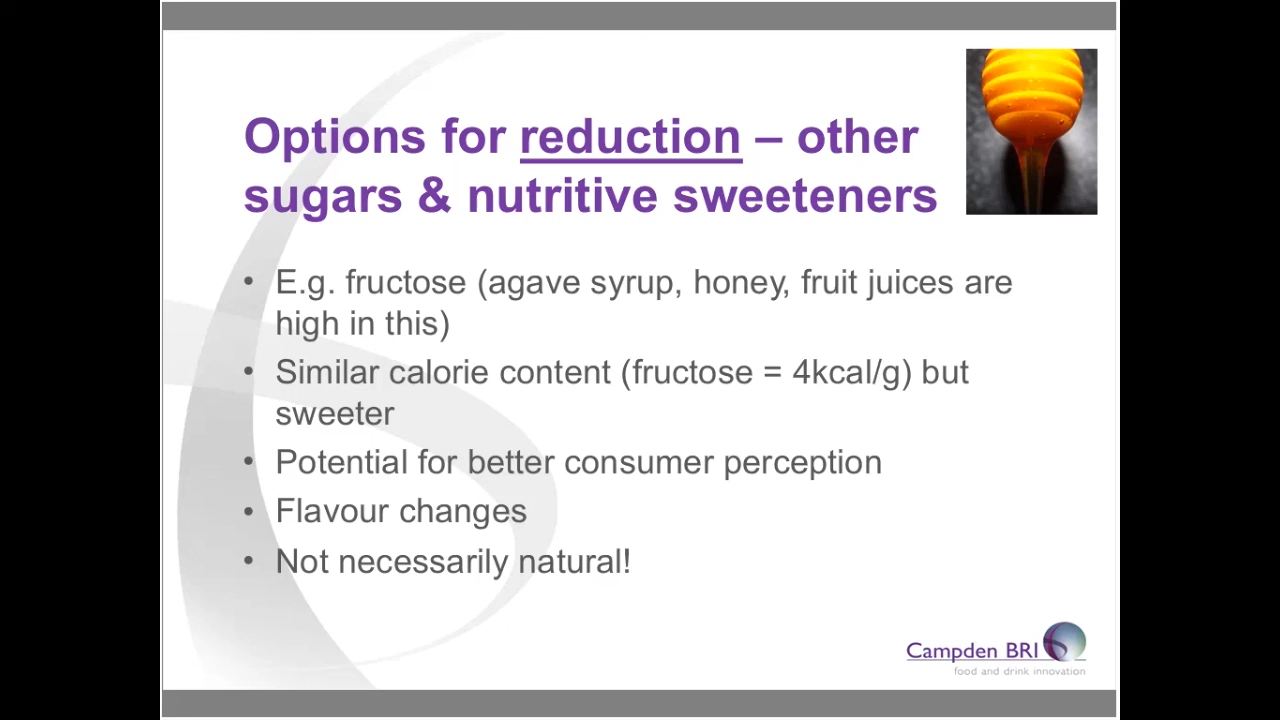 Options for reduction – other
sugars & nutritive sweeteners
• E.g. fructose (agave syrup, honey, fruit juices are
high in this)
• Similar calorie content (fructose = 4kcal/g) but
sweeter
• Potential for better consumer perception
• Flavour changes
• Not necessarily natural!
Campden BRI
food and drink innovation